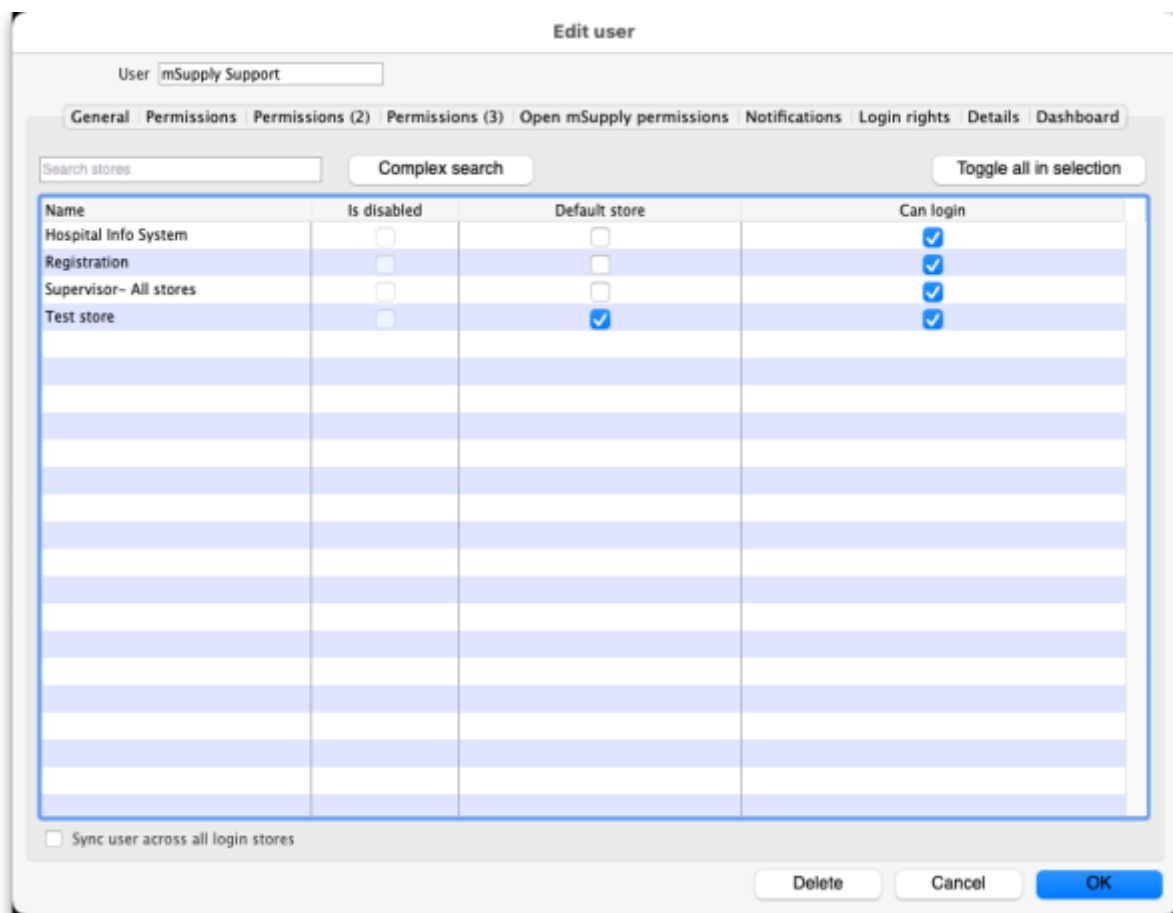 Edit user
User mSupply Support
General Permissions Permissions (2) Permissions (3) Open mSupply permissions Notifications Login rights Details Dashboard
Search stores Complex search Toggle all in selection
Name Is disabled Default store Can login
Hospital Info System
Registration
Supervisor- All stores
Test store
Sync user across all login stores
Delete Cancel OK